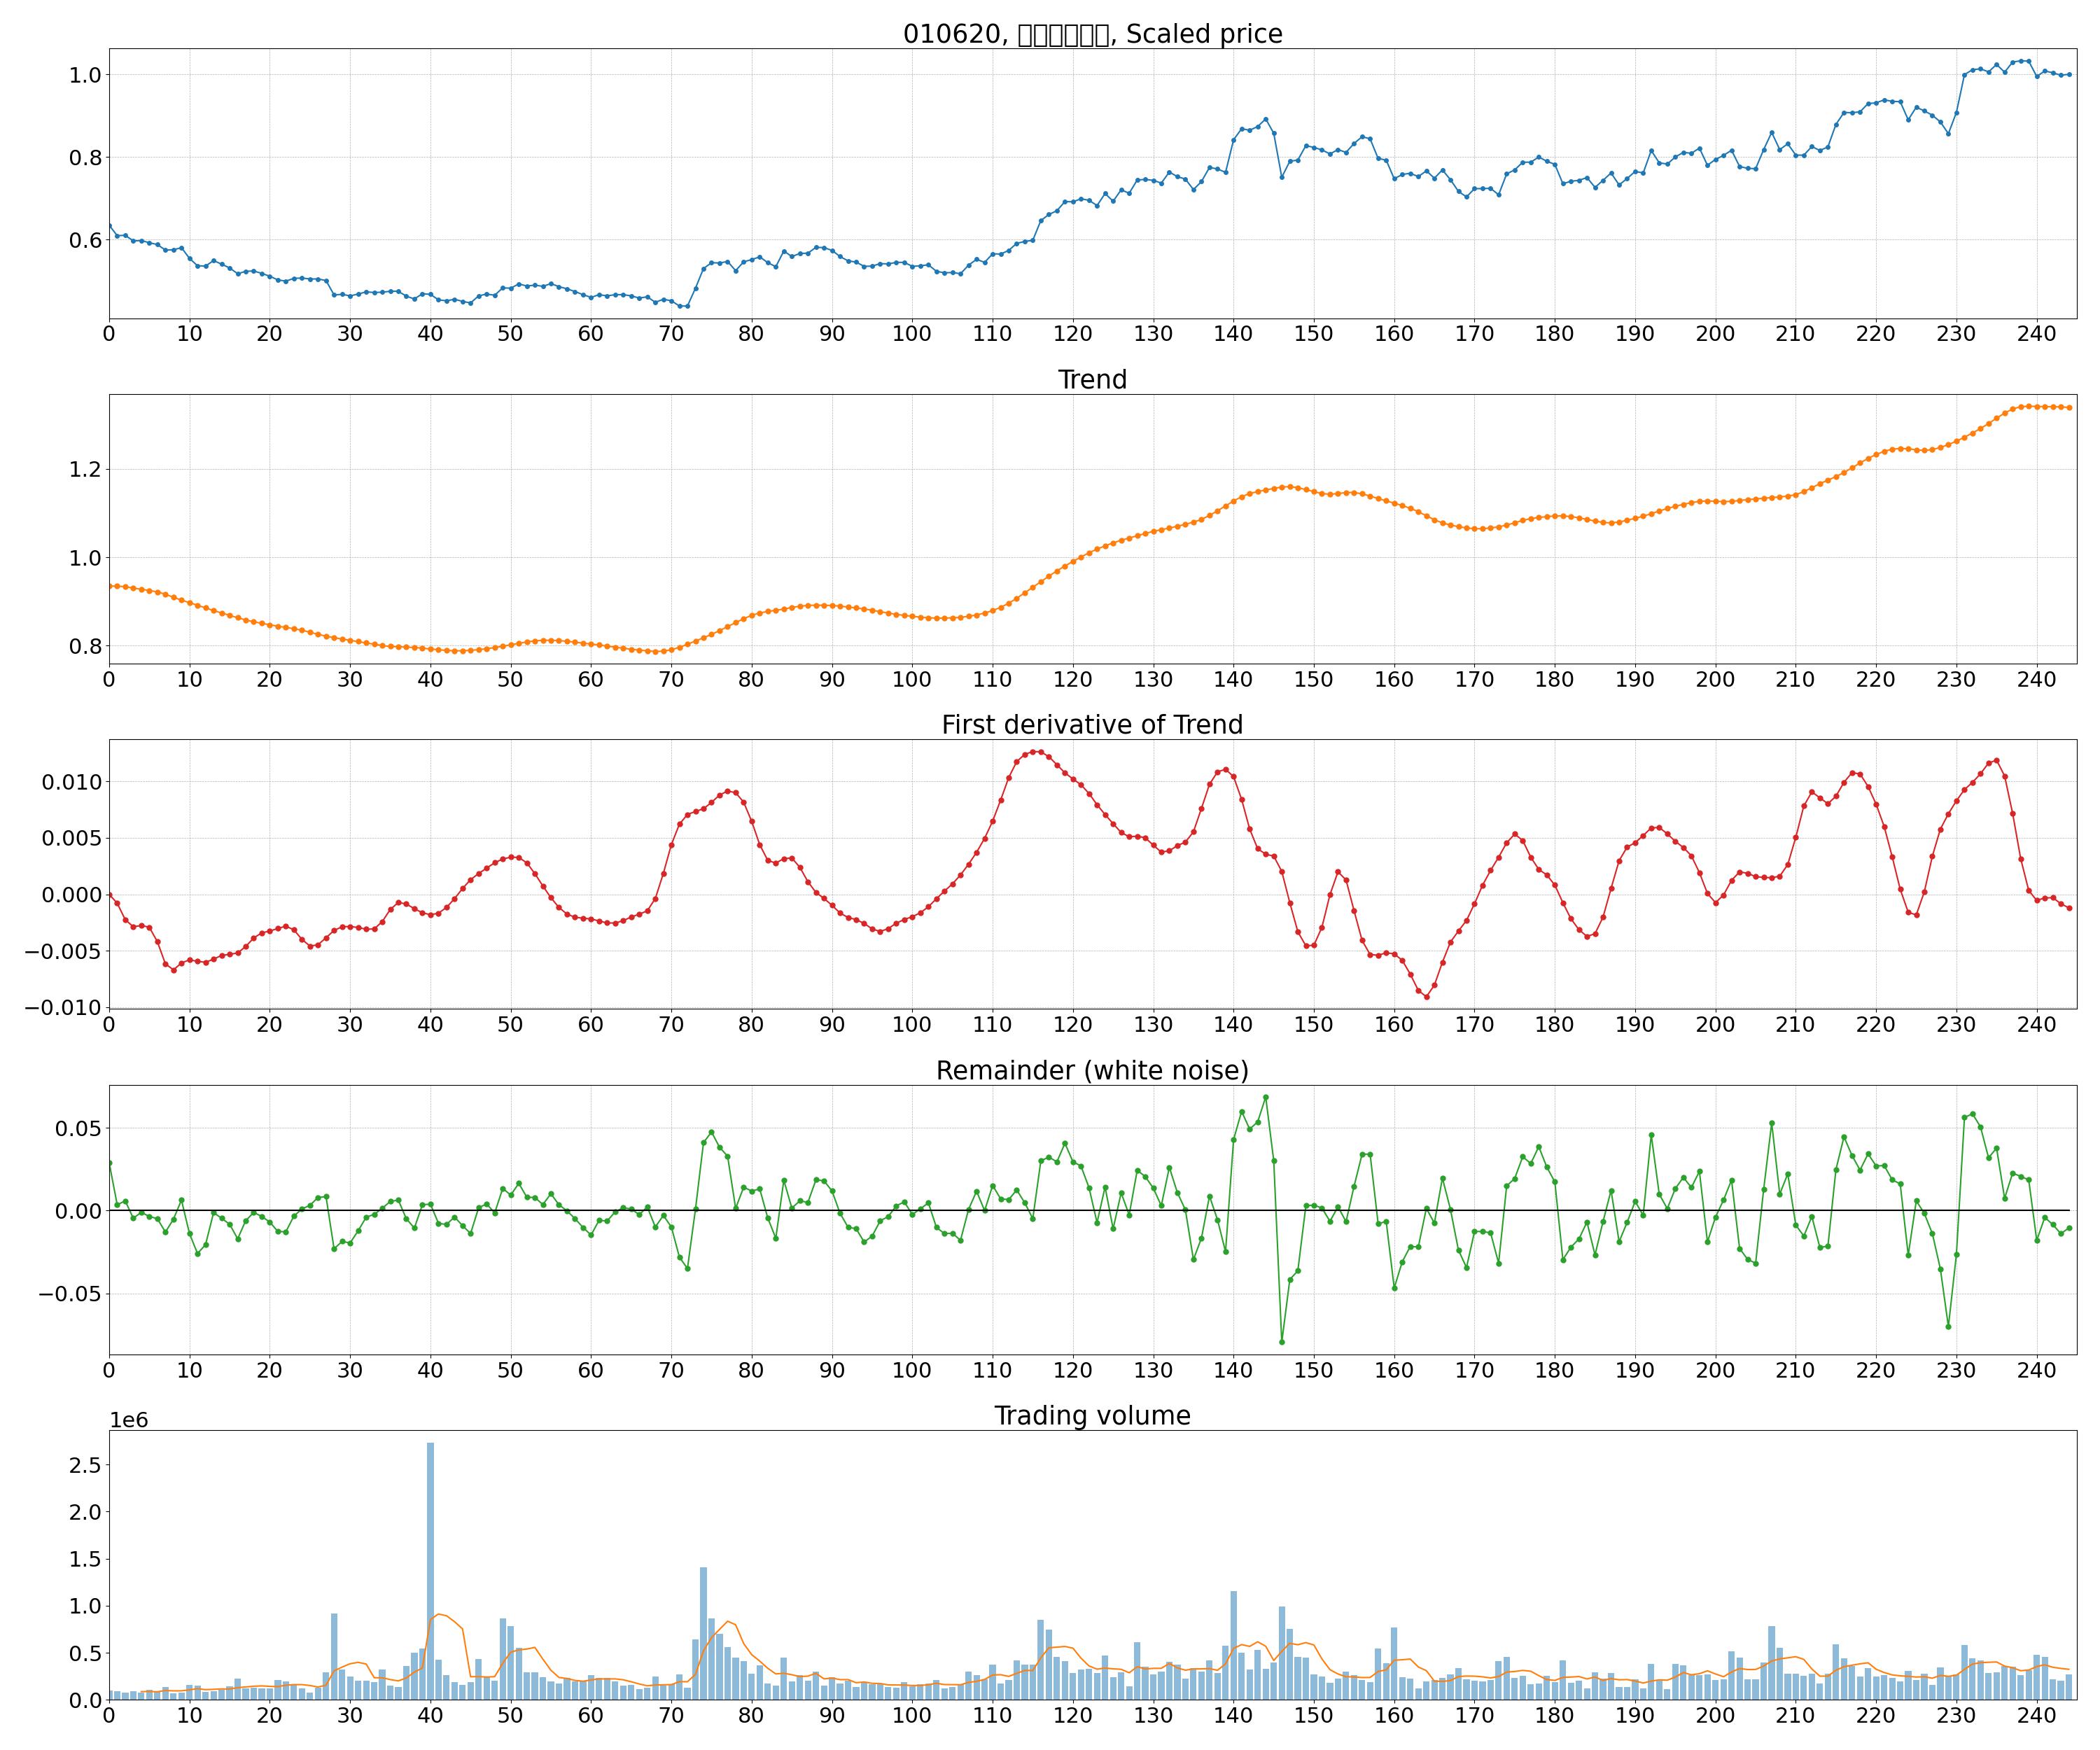 010620, □□□□□□, Scaled price
1.0
0.8
0.6
0 10 20 30 40 50 60 70 80 90 100 110 120 130 140 150 160 170 180 190 200 210 220 230 240
Trend
1.2
1.0
0.8
0 10 20 30 40 50 60 70 80 90 100 110 120 130 140 150 160 170 180 190 200 210 220 230 240
First derivative of Trend
0.010
0.005
0.000
−0.005
−0.010
0 10 20 30 40 50 60 70 80 90 100 110 120 130 140 150 160 170 180 190 200 210 220 230 240
Remainder (white noise)
0.05
0.00
−0.05
0 10 20 30 40 50 60 70 80 90 100 110 120 130 140 150 160 170 180 190 200 210 220 230 240
Trading volume
1e6
2.5
2.0
1.5
1.0
0.5
0.0
0 10 20 30 40 50 60 70 80 90 100 110 120 130 140 150 160 170 180 190 200 210 220 230 240